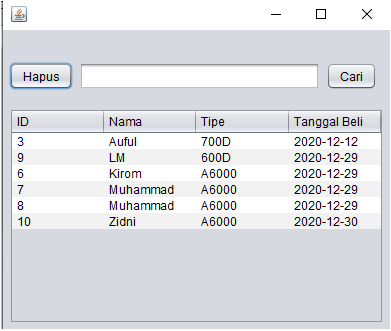 Hapus Cari
ID Nama Tipe Tanggal Beli
3 Auful 700D 2020-12-12
9 LM 600D 2020-12-29
6 Kirom A6000 2020-12-29
7 Muhammad A6000 2020-12-29
8 Muhammad A6000 2020-12-29
10 Zidni A6000 2020-12-30